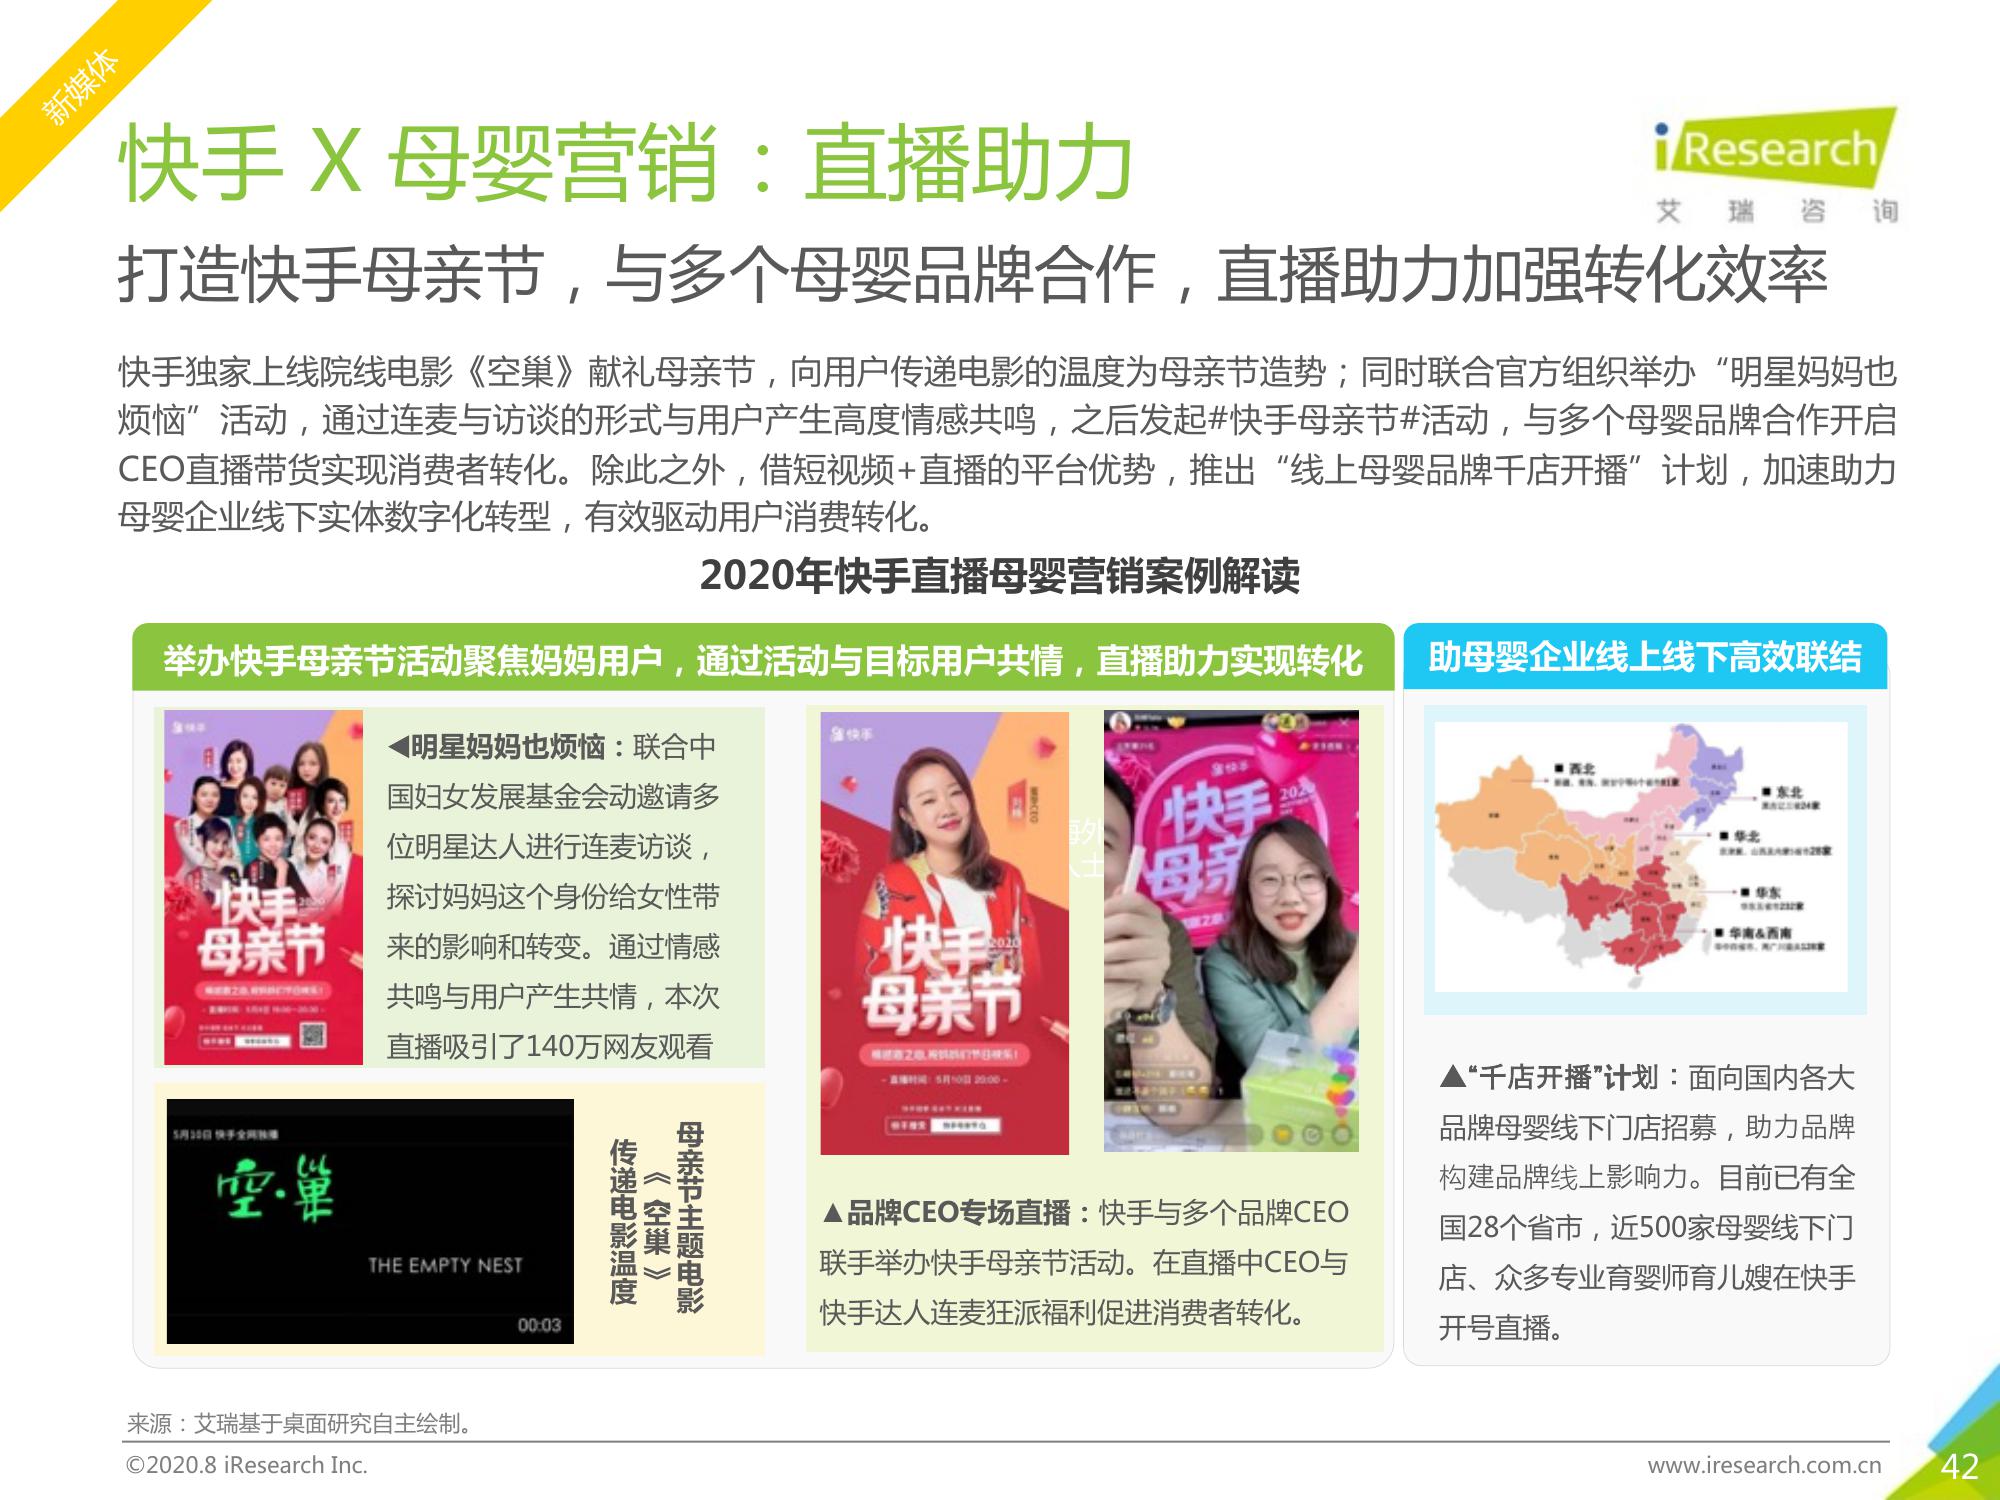 新媒体
快手 X 母婴营销：直播助力
iResearch
艾瑞咨询
打造快手母亲节，与多个母婴品牌合作，直播助力加强转化效率
快手独家上线院线电影《空巢》献礼母亲节，向用户传递电影的温度为母亲节造势；同时联合官方组织举办“明星妈妈也
烦恼”活动，通过连麦与访谈的形式与用户产生高度情感共鸣，之后发起#快手母亲节#活动，与多个母婴品牌合作开启
CEO直播带货实现消费者转化。除此之外，借短视频+直播的平台优势，推出“线上母婴品牌千店开播”计划，加速助力
母婴企业线下实体数字化转型，有效驱动用户消费转化。
2020年快手直播母婴营销案例解读
举办快手母亲节活动聚焦妈妈用户，通过活动与目标用户共情，直播助力实现转化
快手
快手
2020
母亲节
◀明星妈妈也烦恼：联合中
国妇女发展基金会动邀请多
位明星达人进行连麦访谈，
探讨妈妈这个身份给女性带
来的影响和转变。通过情感
共鸣与用户产生共情，本次
直播吸引了140万网友观看
5月10日 快手全网独播
空·巢
THE EMPTY NEST
00:03
母亲节主题电影
《空巢》
传递电影温度
快手
快手
2020
母亲节
直播时间：5月10日 20:00
海外
人士
快手
2020
母亲
▲品牌CEO专场直播：快手与多个品牌CEO
联手举办快手母亲节活动。在直播中CEO与
快手达人连麦狂派福利促进消费者转化。
助母婴企业线上线下高效联结
西北
东北
华北
华东
华南&西南
▲“千店开播”计划：面向国内各大
品牌母婴线下门店招募，助力品牌
构建品牌线上影响力。目前已有全
国28个省市，近500家母婴线下门
店、众多专业育婴师育儿嫂在快手
开号直播。
来源：艾瑞基于桌面研究自主绘制。
©2020.8 iResearch Inc.
www.iresearch.com.cn
42